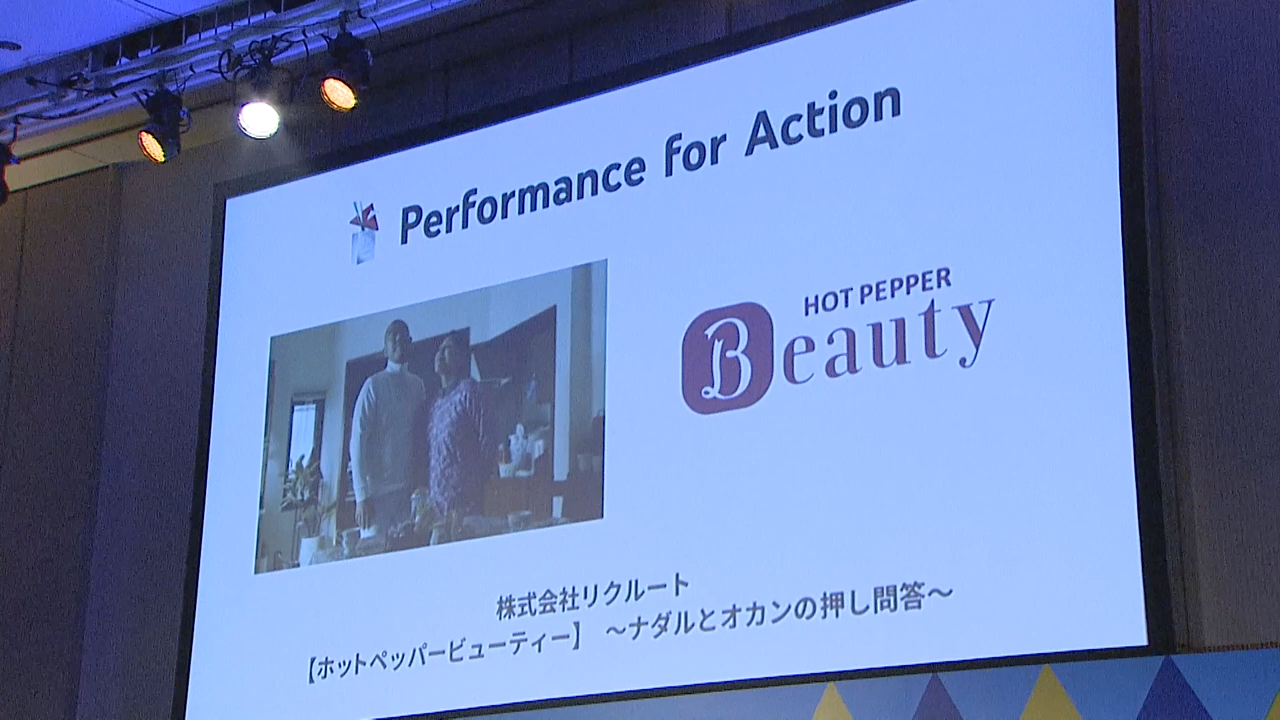 Performance for Action
HOT PEPPER
Beauty
株式会社リクルート
【ホットペッパービューティー】 〜ナダルとオカンの押し問答〜